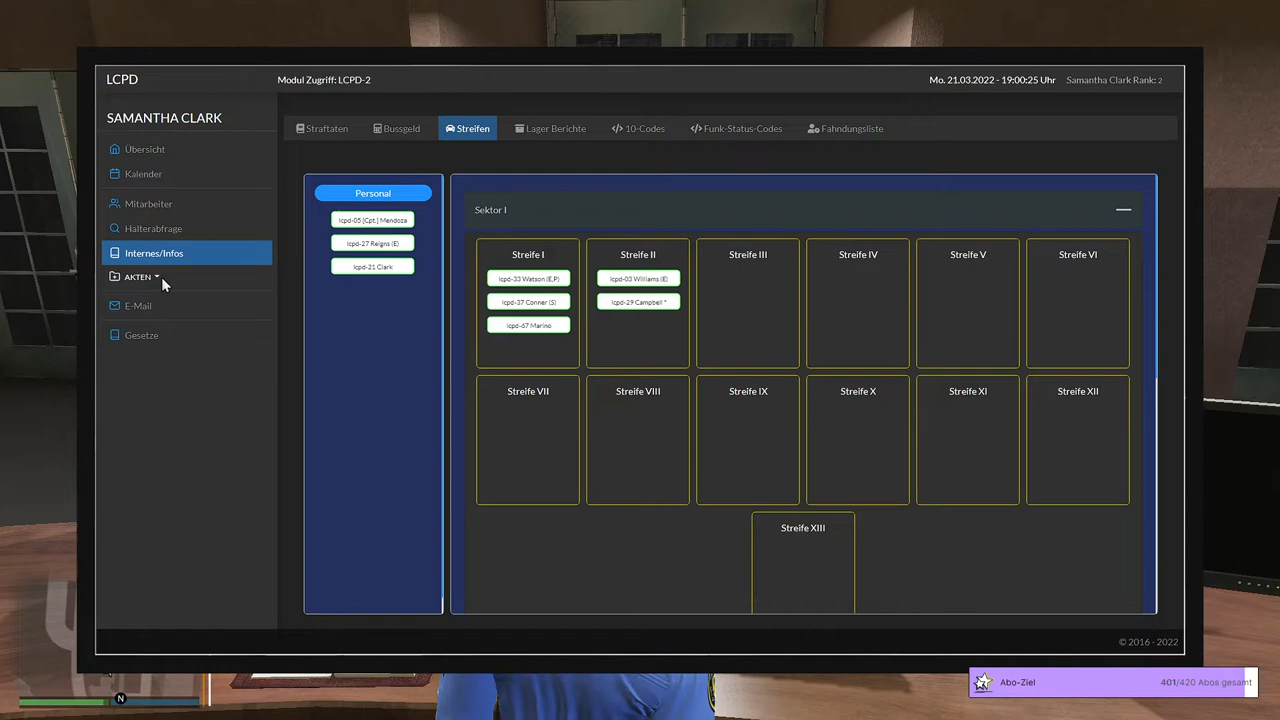 LCPD
Modul Zugriff: LCPD-2
Mo. 21.03.2022 - 19:00:25 Uhr
Samantha Clark Rank: 2
SAMANTHA CLARK
Übersicht
Kalender
Mitarbeiter
Halterabfrage
Internes/Infos
AKTEN
E-Mail
Gesetze
Straftaten
Bussgeld
Streifen
Lager Berichte
</> 10-Codes
</> Funk-Status-Codes
Fahndungsliste
Personal
lcpd-05 [Cpt.] Mendoza
lcpd-27 Reigns (E)
lcpd-21 Clark
Sektor I
Streife I
lcpd-33 Watson (E,P)
lcpd-37 Conner (S)
lcpd-67 Marino
Streife II
lcpd-03 Williams (E)
lcpd-29 Campbell *
Streife III
Streife IV
Streife V
Streife VI
Streife VII
Streife VIII
Streife IX
Streife X
Streife XI
Streife XII
Streife XIII
© 2016 - 2022
N
Abo-Ziel
401/420 Abos gesamt